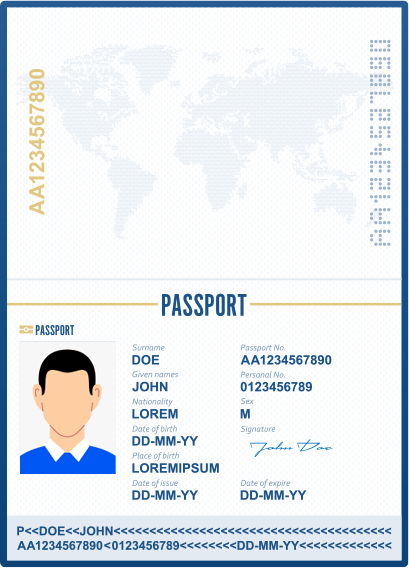 AA1234567890
AA1234567890
PASSPORT
PASSPORT
Surname
DOE
Passport No.
AA1234567890
Given names
JOHN
Personal No.
0123456789
Nationality
LOREM
Sex
M
Date of birth
DD-MM-YY
Signature
John Doe
Place of birth
LOREMIPSUM
Date of issue
DD-MM-YY
Date of expire
DD-MM-YY
P<<DOE<<JOHN<<<<<<<<<<<<<<<<<<<<<<<<<<<<<<<<<<<<<<
AA1234567890<0123456789<<<<<<<<DD-MM-YY<<<<<<<<<<<<<